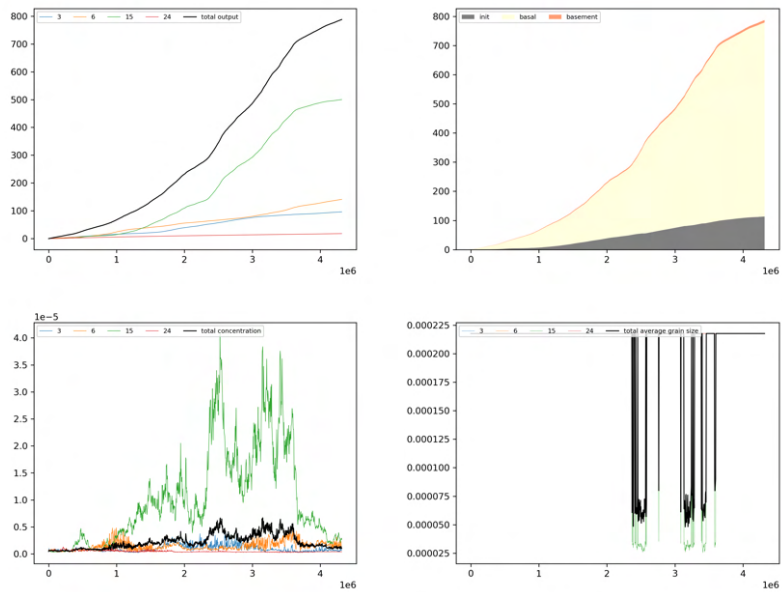 3 6 15 24 total output
800
700
600
500
400
300
200
100
0
0 1 2 3 4
1e6
init basal basement
800
700
600
500
400
300
200
100
0
0 1 2 3 4
1e6
1e−5
3 6 15 24 total concentration
4.0
3.5
3.0
2.5
2.0
1.5
1.0
0.5
0.0
0 1 2 3 4
1e6
3 6 15 24 total average grain size
0.000225
0.000200
0.000175
0.000150
0.000125
0.000100
0.000075
0.000050
0.000025
0 1 2 3 4
1e6